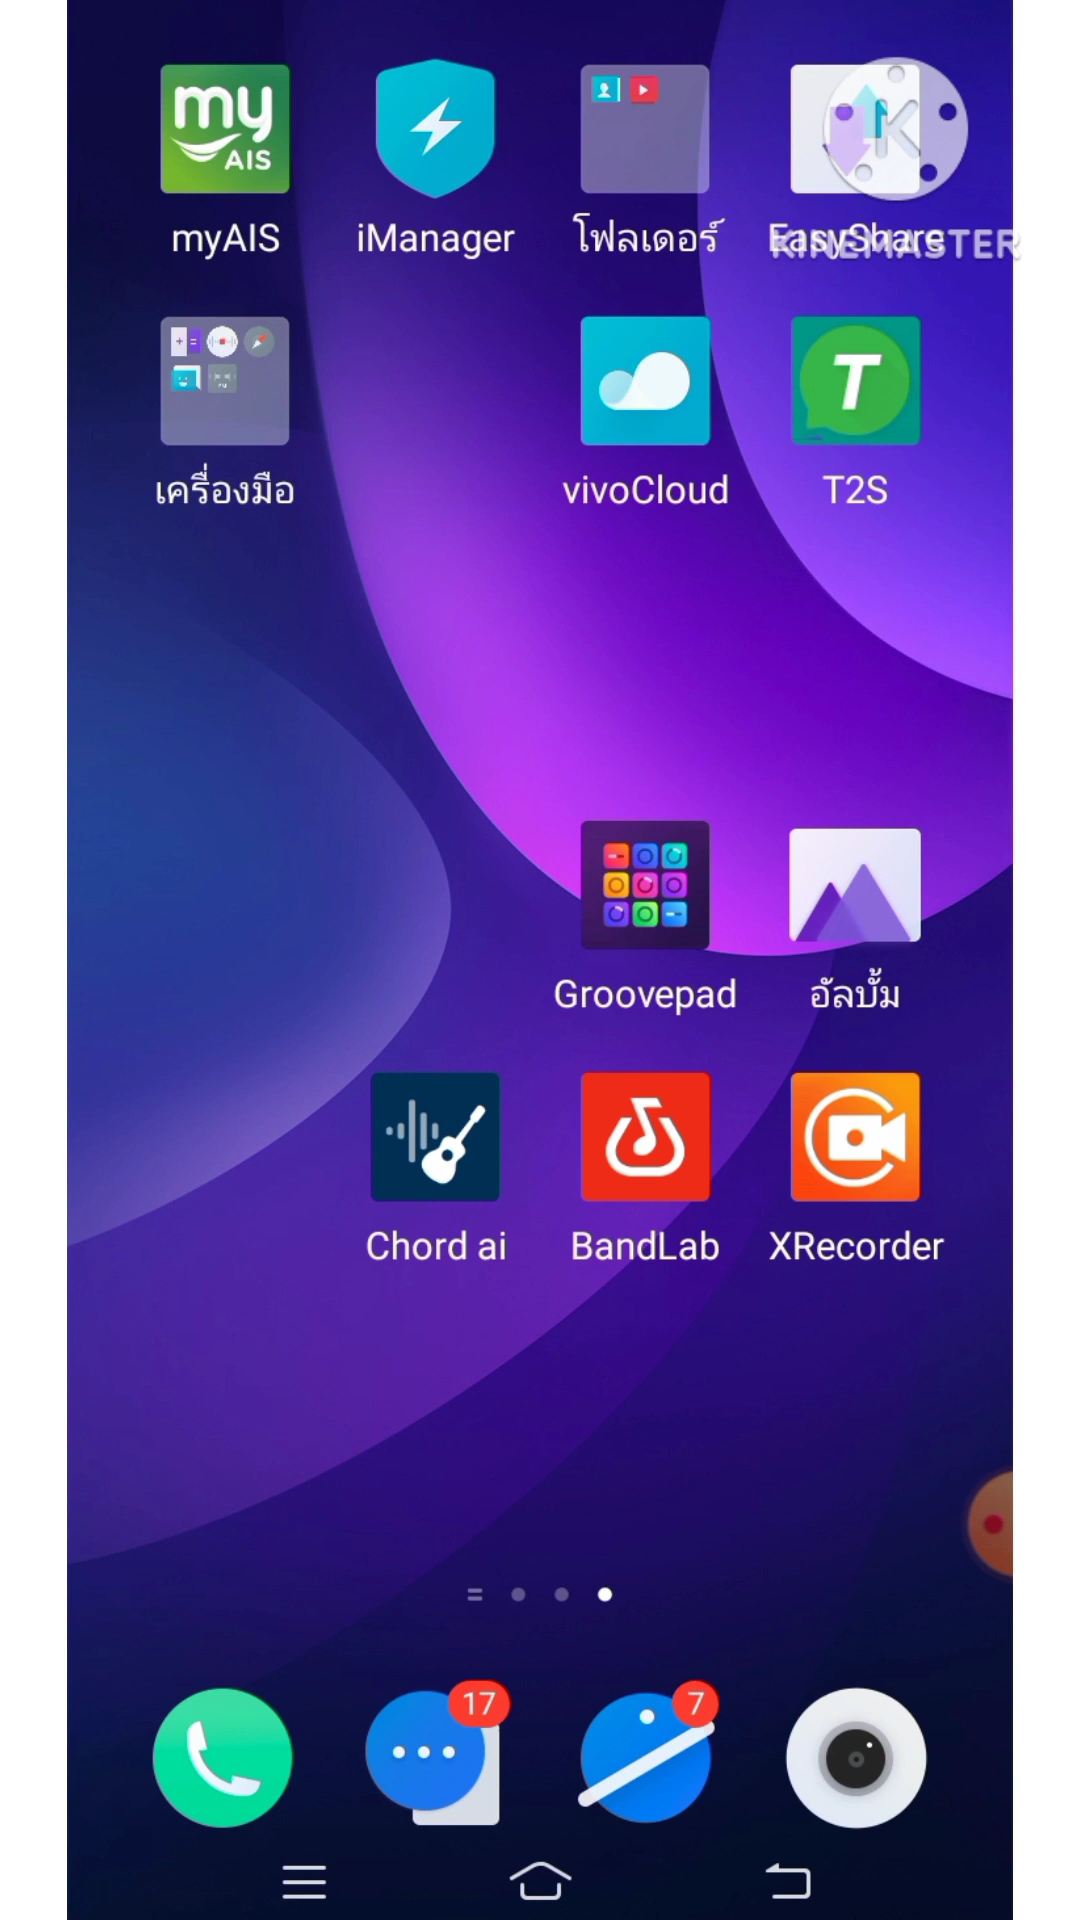 my
AIS
K
myAIS
iManager
โฟลเดอร์
EasyShare
KINEMASTER
T
เครื่องมือ
vivoCloud
T2S
Groovepad
อัลบั้ม
Chord ai
BandLab
XRecorder
17
7